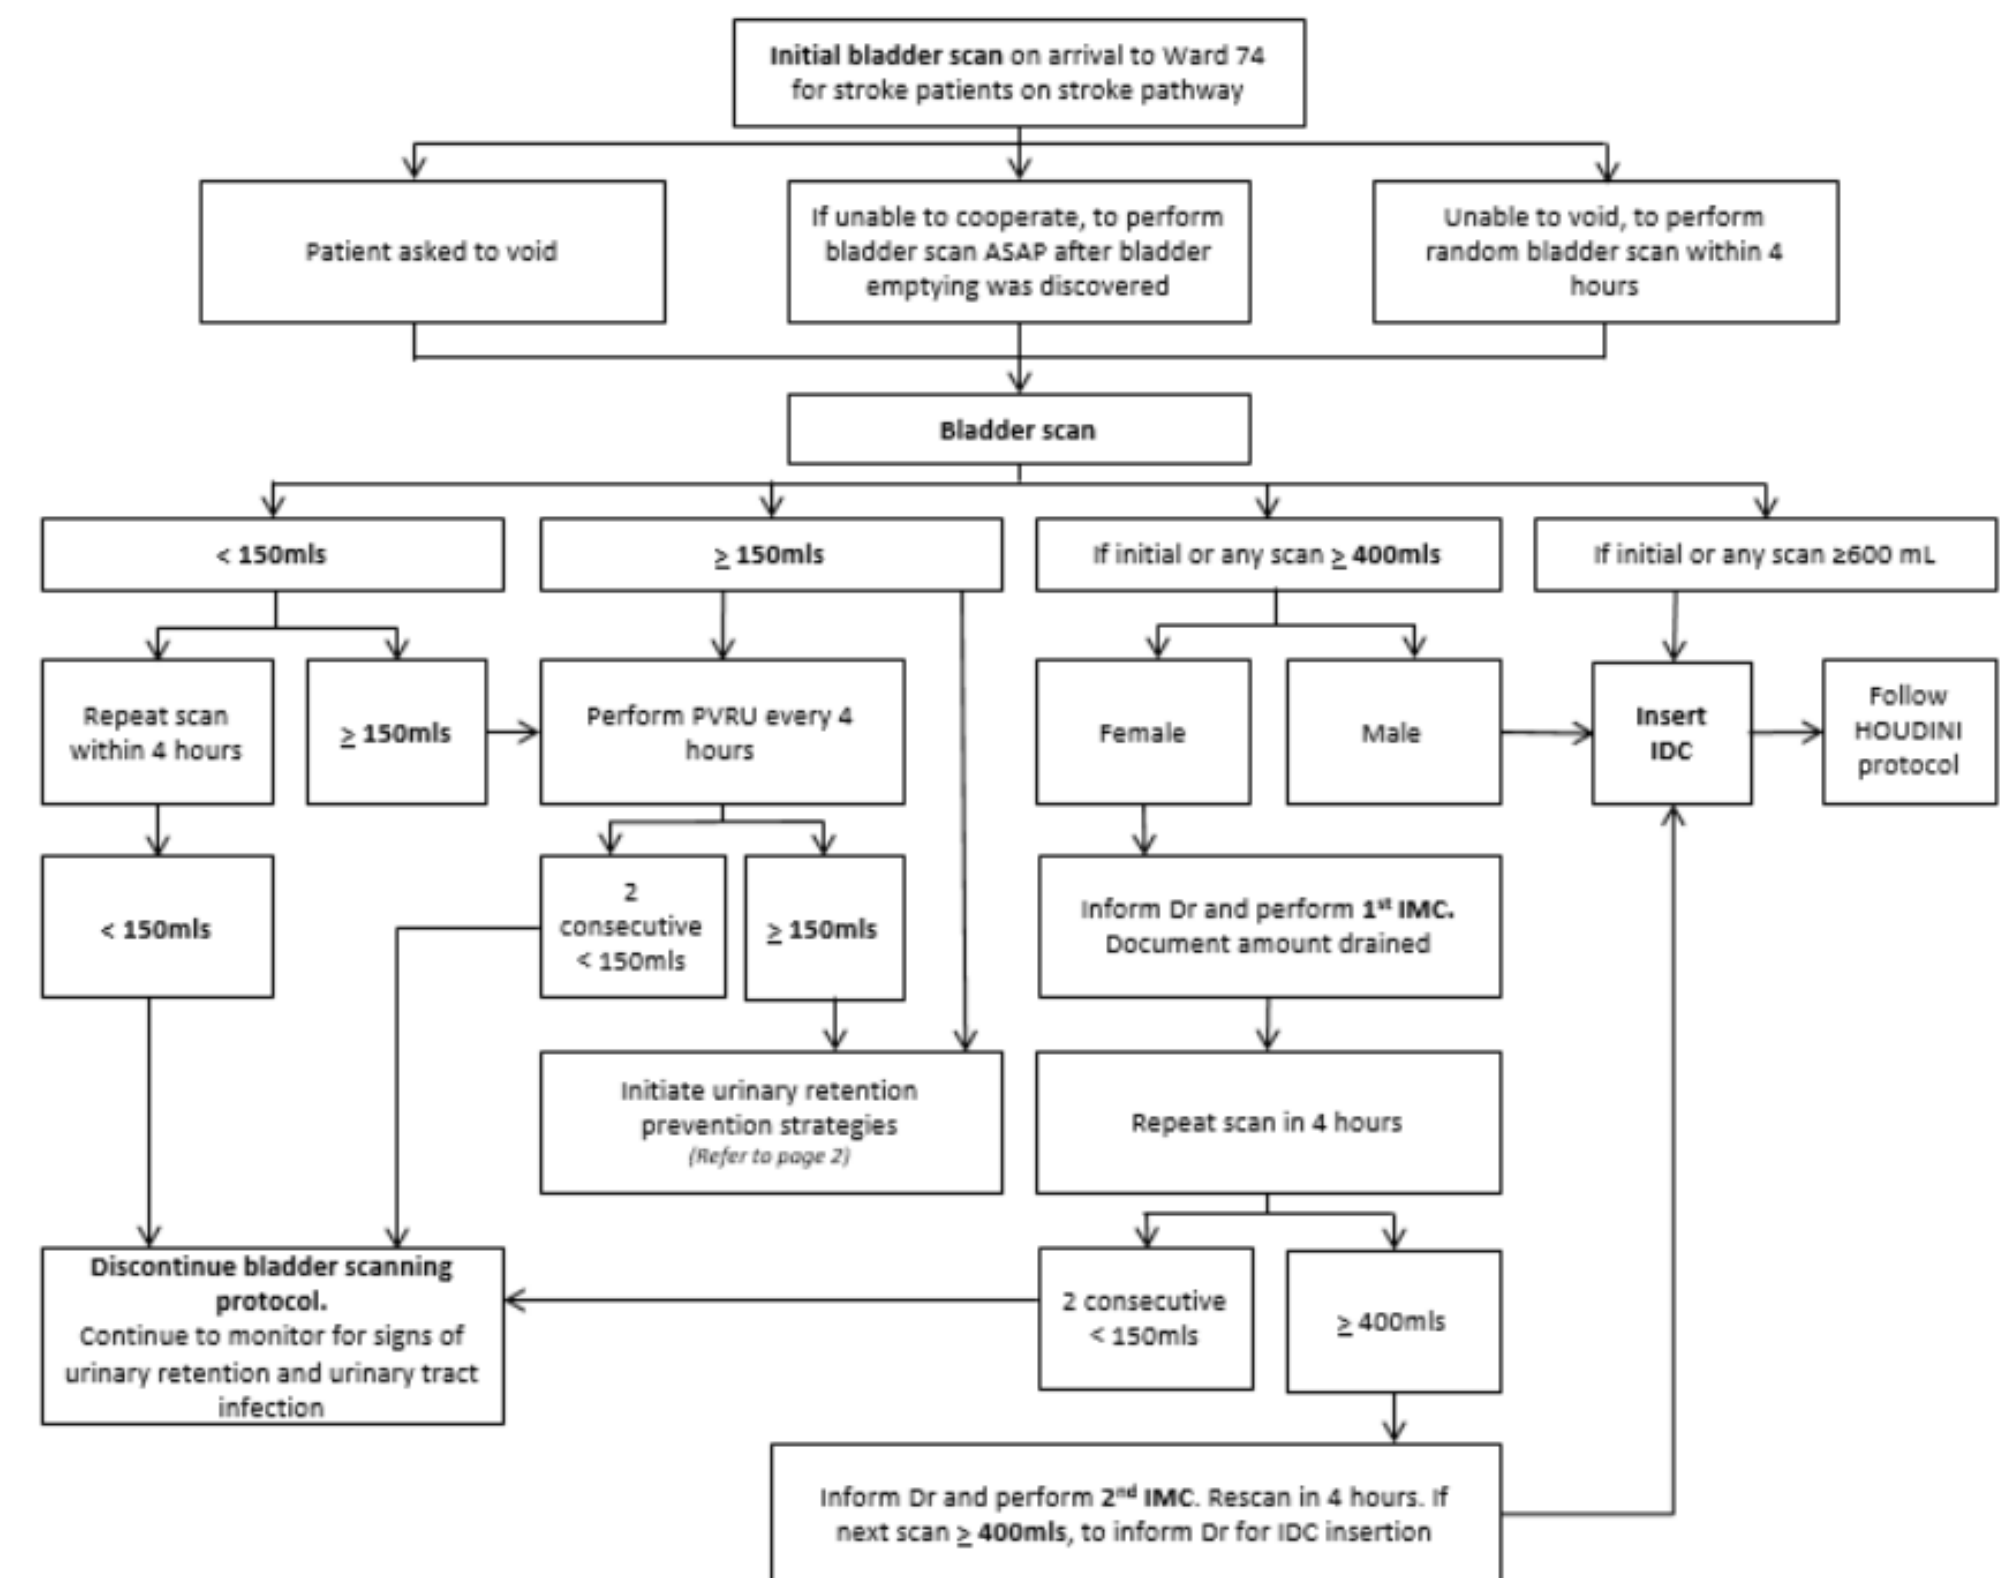 Initial bladder scan on arrival to Ward 74
for stroke patients on stroke pathway
Patient asked to void
If unable to cooperate, to perform
bladder scan ASAP after bladder
emptying was discovered
Unable to void, to perform
random bladder scan within 4
hours
Bladder scan
< 150mls
≥ 150mls
If initial or any scan ≥ 400mls
If initial or any scan ≥600 mL
Repeat scan
within 4 hours
≥ 150mls
Perform PVRU every 4
hours
Female
Male
Insert
IDC
Follow
HOUDINI
protocol
< 150mls
2
consecutive
< 150mls
≥ 150mls
Inform Dr and perform 1st IMC.
Document amount drained
Initiate urinary retention
prevention strategies
(Refer to page 2)
Repeat scan in 4 hours
Discontinue bladder scanning
protocol.
Continue to monitor for signs of
urinary retention and urinary tract
infection
2 consecutive
< 150mls
≥ 400mls
Inform Dr and perform 2nd IMC. Rescan in 4 hours. If
next scan ≥ 400mls, to inform Dr for IDC insertion